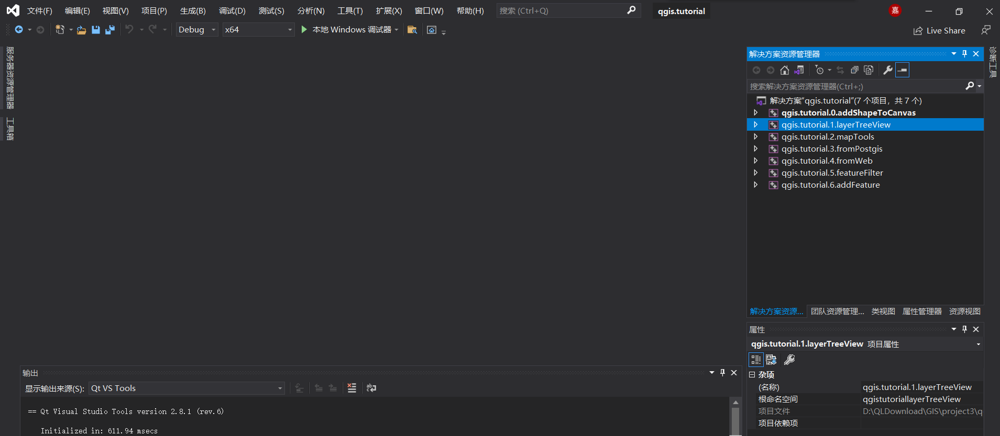 文件(F) 编辑(E) 视图(V) 项目(P) 生成(B) 调试(D) 测试(S) 分析(N) 工具(T) 扩展(X) 窗口(W) 帮助(H) 搜索 (Ctrl+Q) qgis.tutorial 嘉
Debug x64 本地 Windows 调试器 Live Share
服务器资源管理器
工具箱
解决方案资源管理器
诊断工具
搜索解决方案资源管理器(Ctrl+;)
解决方案“qgis.tutorial”(7 个项目，共 7 个)
qgis.tutorial.0.addShapeToCanvas
qgis.tutorial.1.layerTreeView
qgis.tutorial.2.mapTools
qgis.tutorial.3.fromPostgis
qgis.tutorial.4.fromWeb
qgis.tutorial.5.featureFilter
qgis.tutorial.6.addFeature
解决方案资源... 团队资源管理... 类视图 属性管理器 资源视图
属性
qgis.tutorial.1.layerTreeView 项目属性
杂项
(名称) qgis.tutorial.1.layerTreeView
根命名空间 qgistutoriallayerTreeView
项目文件 D:\QLDownload\GIS\project3\q
项目依赖项
输出
显示输出来源(S): Qt VS Tools
== Qt Visual Studio Tools version 2.8.1 (rev.6)
Initialized in: 611.94 msecs